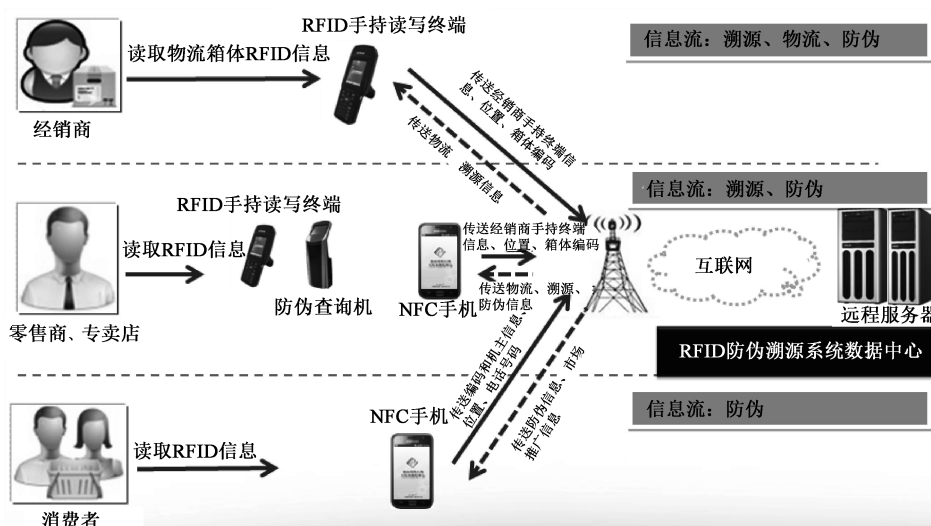 RFID手持读写终端
信息流：溯源、物流、防伪
读取物流箱体RFID信息
经销商
传送经销商手持终端信
息、位置、箱体编码
传送物流
溯源信息
信息流：溯源、防伪
RFID手持读写终端
传送经销商手持终端
信息、位置、箱体编码
读取RFID信息
互联网
传送物流、溯源、
防伪信息
防伪查询机
NFC手机
远程服务器
零售商、专卖店
RFID防伪溯源系统数据中心
传送编码和机主信息、
位置、电话号码
传送防伪信息、市场
推广信息
信息流：防伪
NFC手机
读取RFID信息
消费者